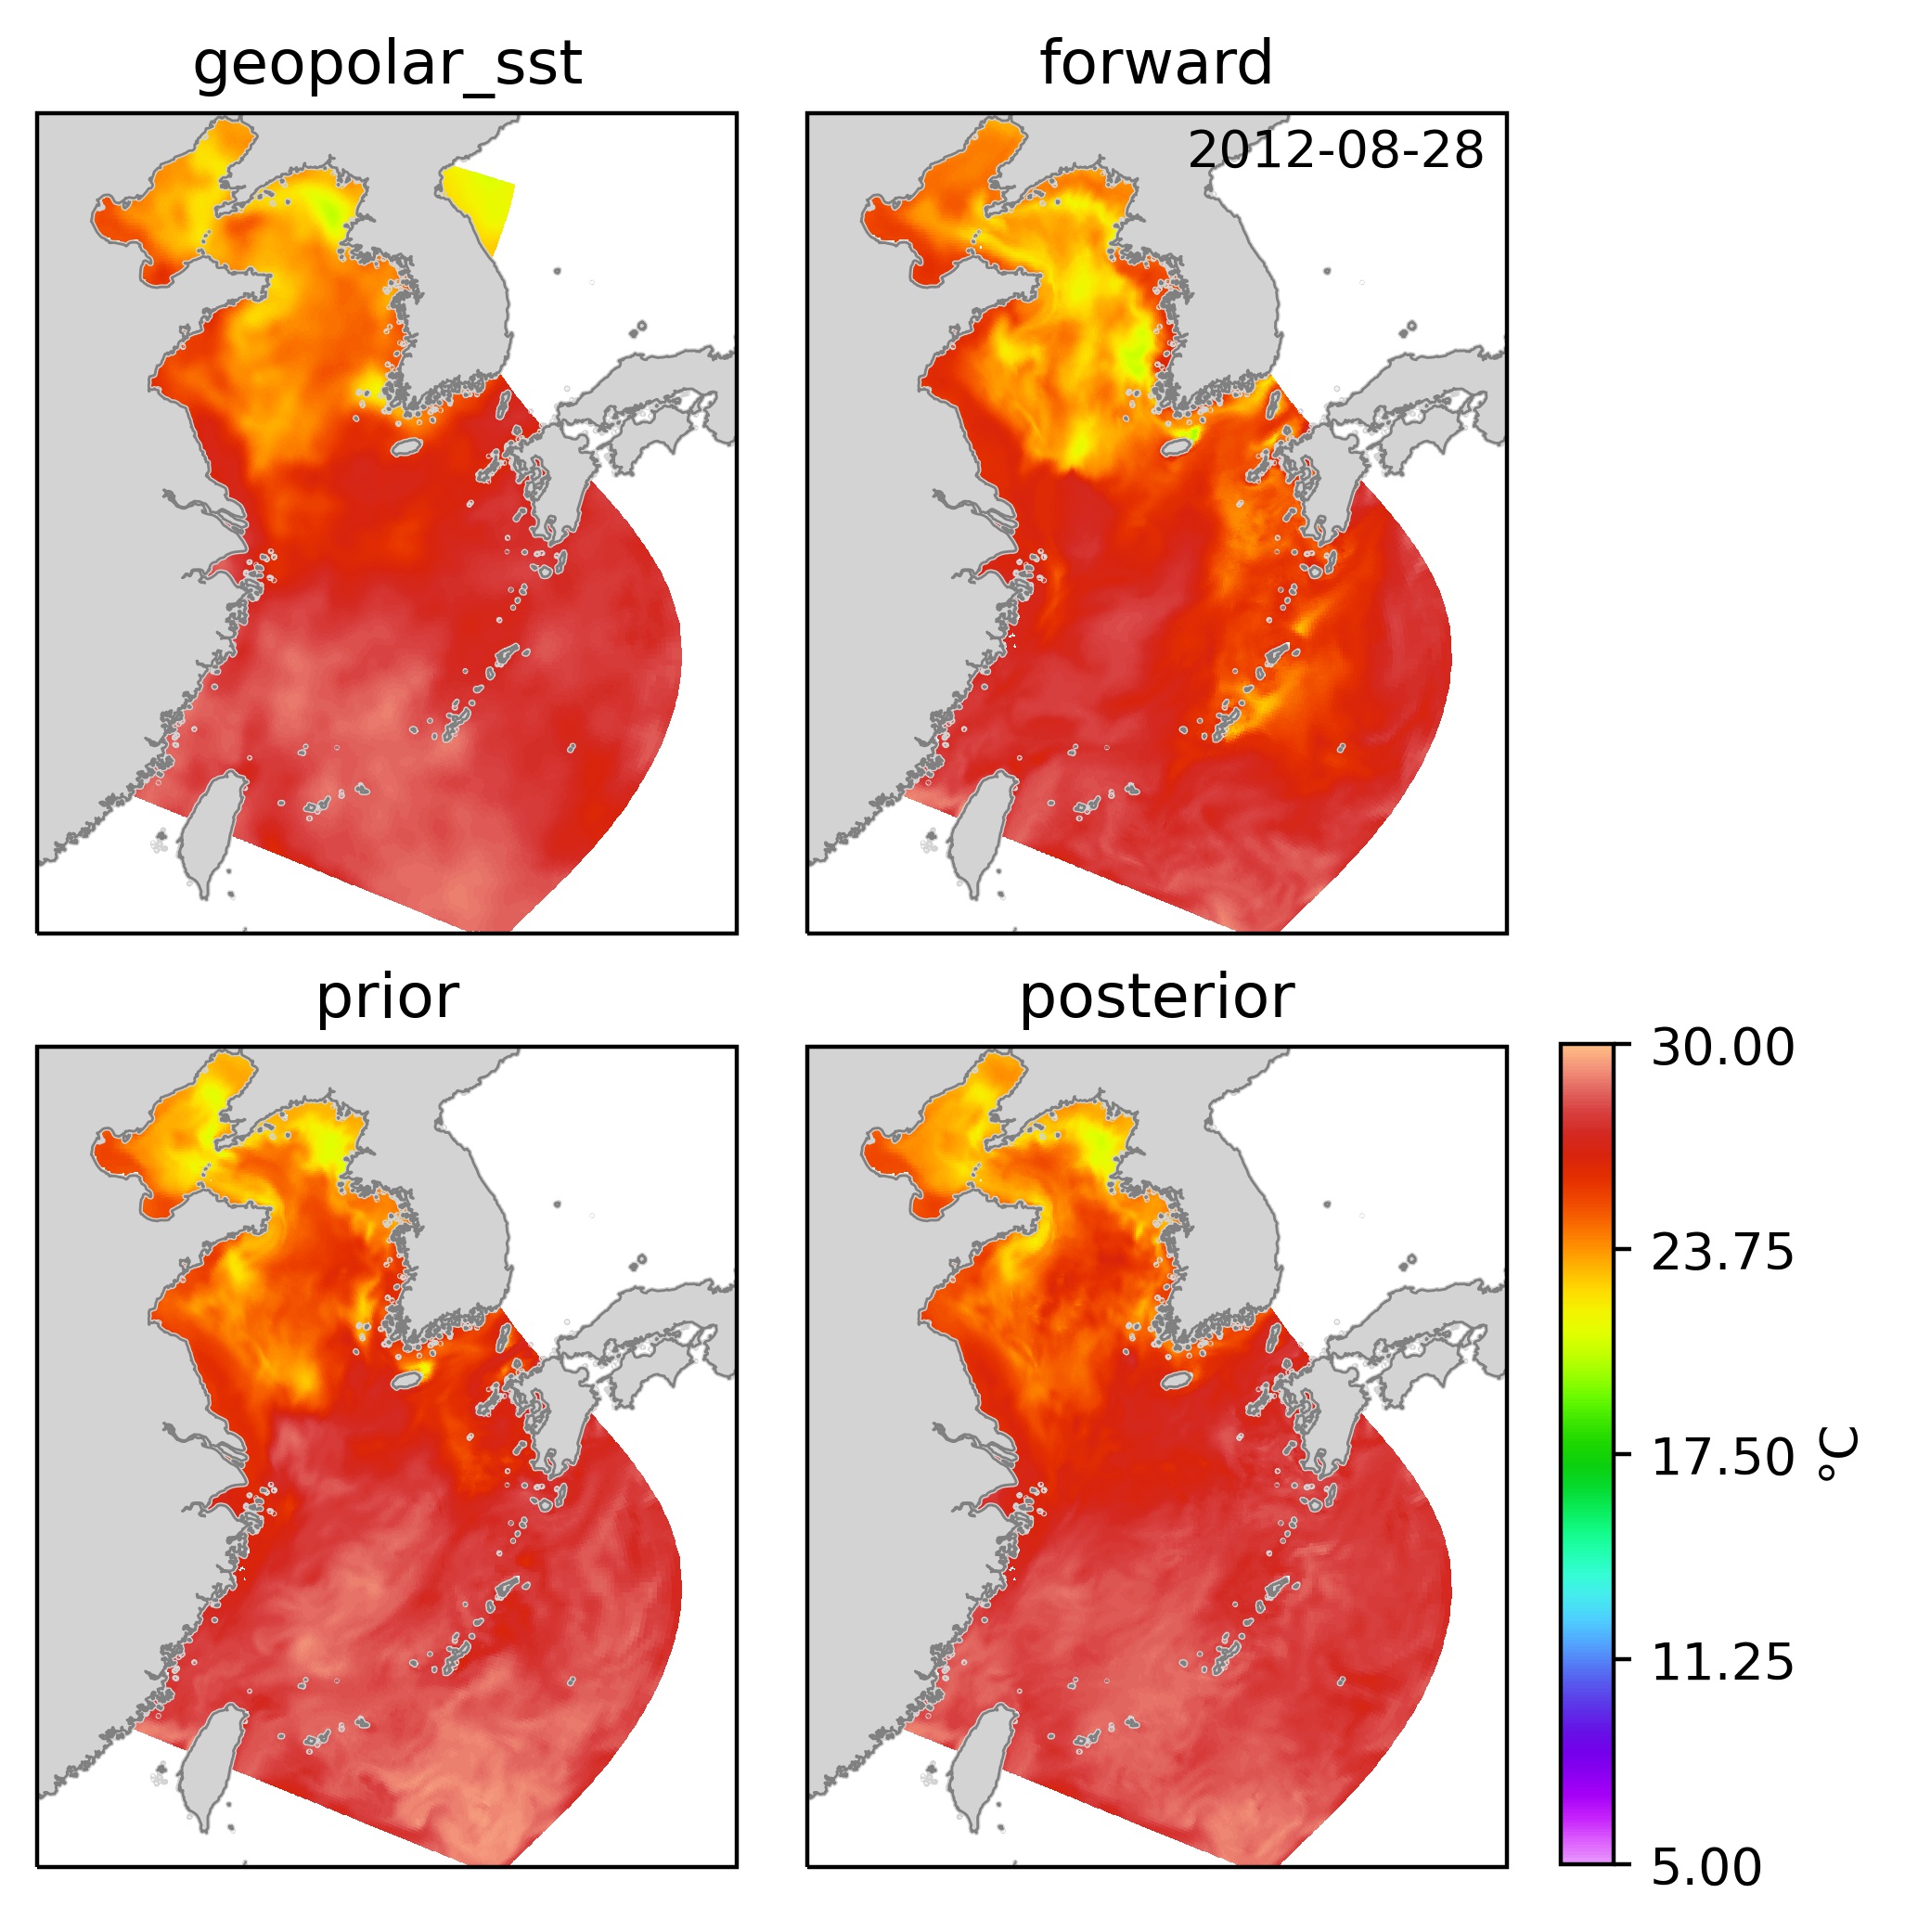 geopolar_sst
forward
2012-08-28
prior
posterior
30.00
23.75
17.50
11.25
5.00
°C